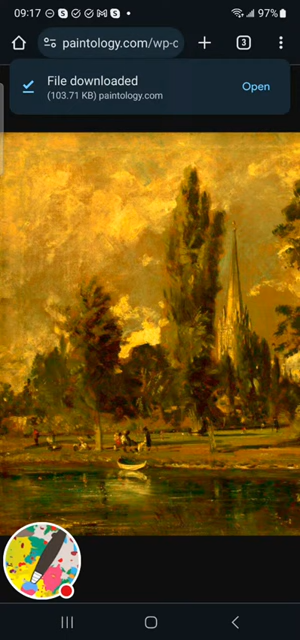 09:17
97%
paintology.com/wp-c
3
File downloaded
(103.71 KB) paintology.com
Open